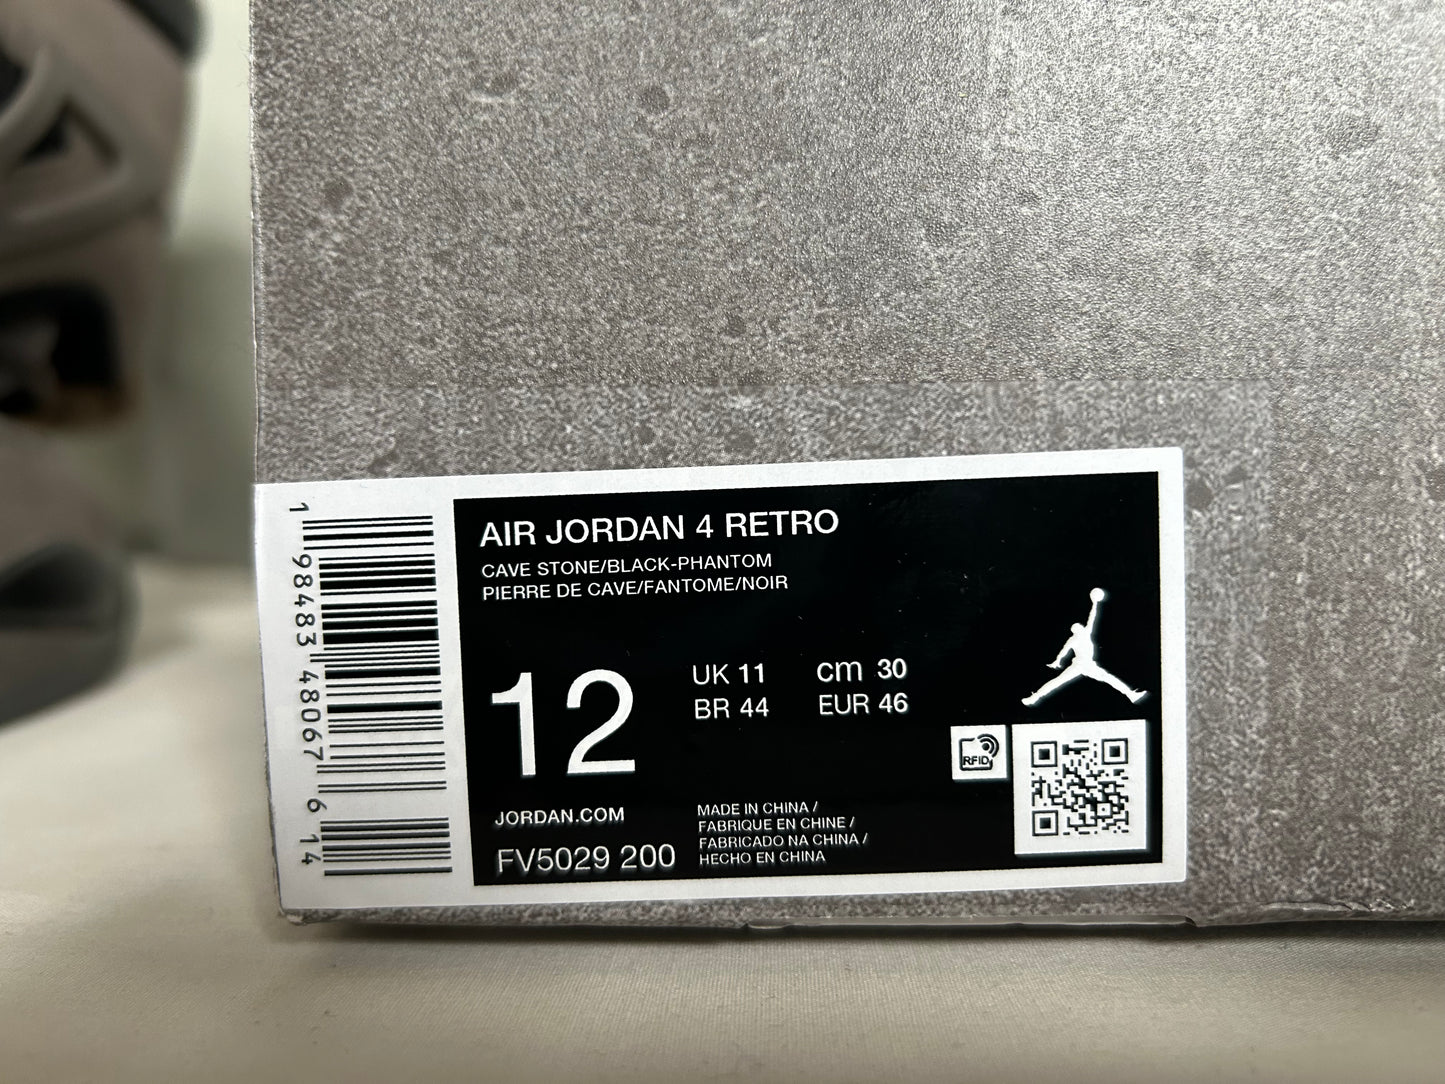 1 98483 48067 6 14
AIR JORDAN 4 RETRO
CAVE STONE/BLACK-PHANTOM
PIERRE DE CAVE/FANTOME/NOIR
12
UK 11 cm 30
BR 44 EUR 46
RFID
JORDAN.COM
FV5029 200
MADE IN CHINA /
FABRIQUE EN CHINE /
FABRICADO NA CHINA /
HECHO EN CHINA